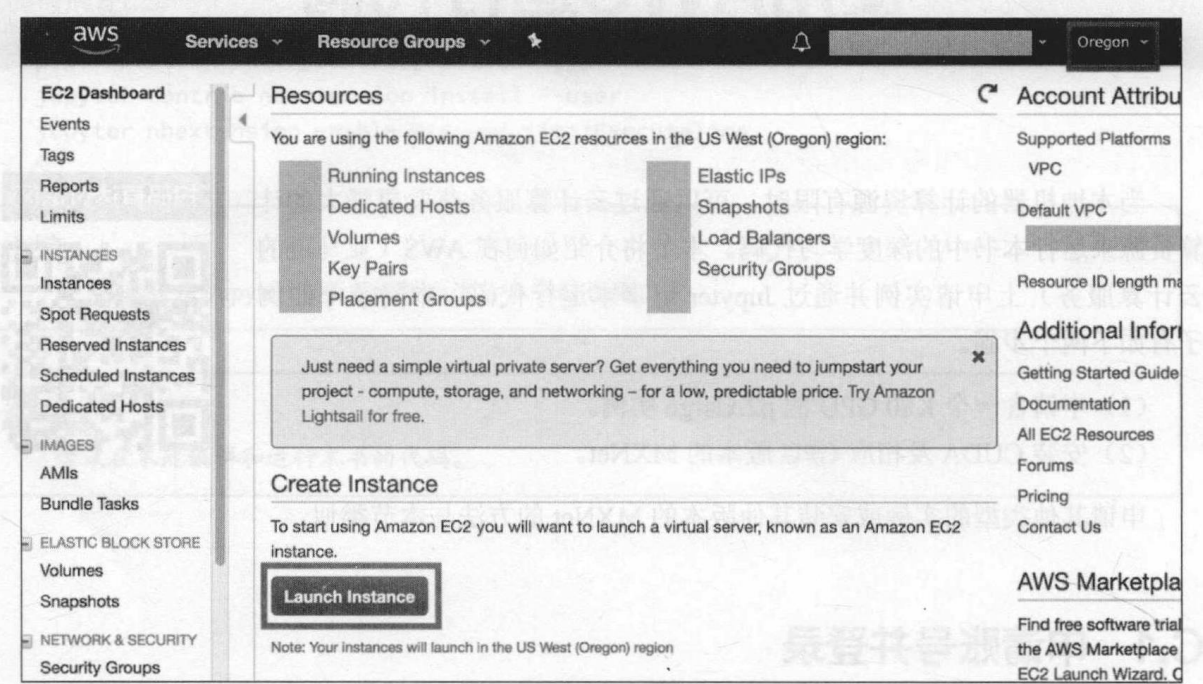 aws
Services
Resource Groups
Oregon
EC2 Dashboard
Events
Tags
Reports
Limits
INSTANCES
Instances
Spot Requests
Reserved Instances
Scheduled Instances
Dedicated Hosts
IMAGES
AMIs
Bundle Tasks
ELASTIC BLOCK STORE
Volumes
Snapshots
NETWORK & SECURITY
Security Groups
Resources
You are using the following Amazon EC2 resources in the US West (Oregon) region:
Running Instances
Dedicated Hosts
Volumes
Key Pairs
Placement Groups
Elastic IPs
Snapshots
Load Balancers
Security Groups
Just need a simple virtual private server? Get everything you need to jumpstart your
project - compute, storage, and networking – for a low, predictable price. Try Amazon
Lightsail for free.
Create Instance
To start using Amazon EC2 you will want to launch a virtual server, known as an Amazon EC2
instance.
Launch Instance
Note: Your instances will launch in the US West (Oregon) region
Account Attribu
Supported Platforms
VPC
Default VPC
Resource ID length ma
Additional Inforr
Getting Started Guide
Documentation
All EC2 Resources
Forums
Pricing
Contact Us
AWS Marketpla
Find free software trial
the AWS Marketplace
EC2 Launch Wizard. C